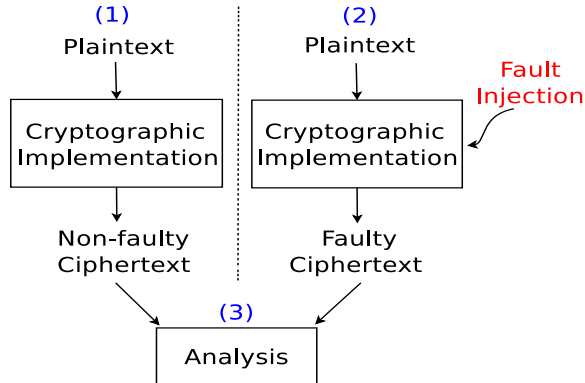 (1)
Plaintext
Cryptographic
Implementation
Non-faulty
Ciphertext
(2)
Plaintext
Fault
Injection
Cryptographic
Implementation
Faulty
Ciphertext
(3)
Analysis